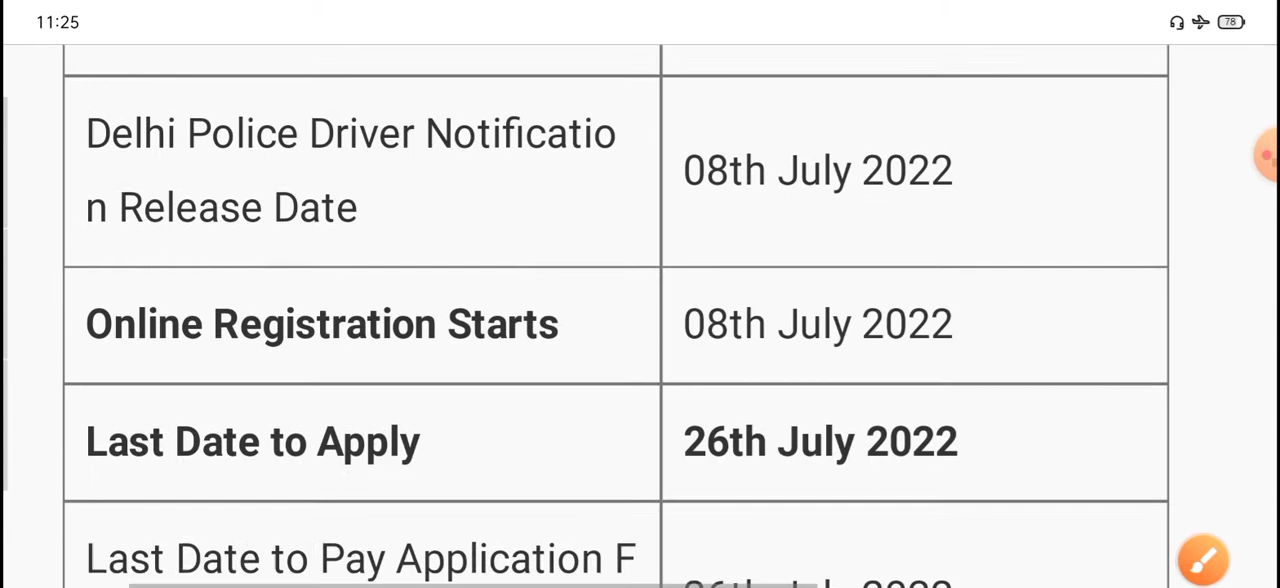 11:25
78
Delhi Police Driver Notificatio
n Release Date
08th July 2022
Online Registration Starts
08th July 2022
Last Date to Apply
26th July 2022
Last Date to Pay Application F